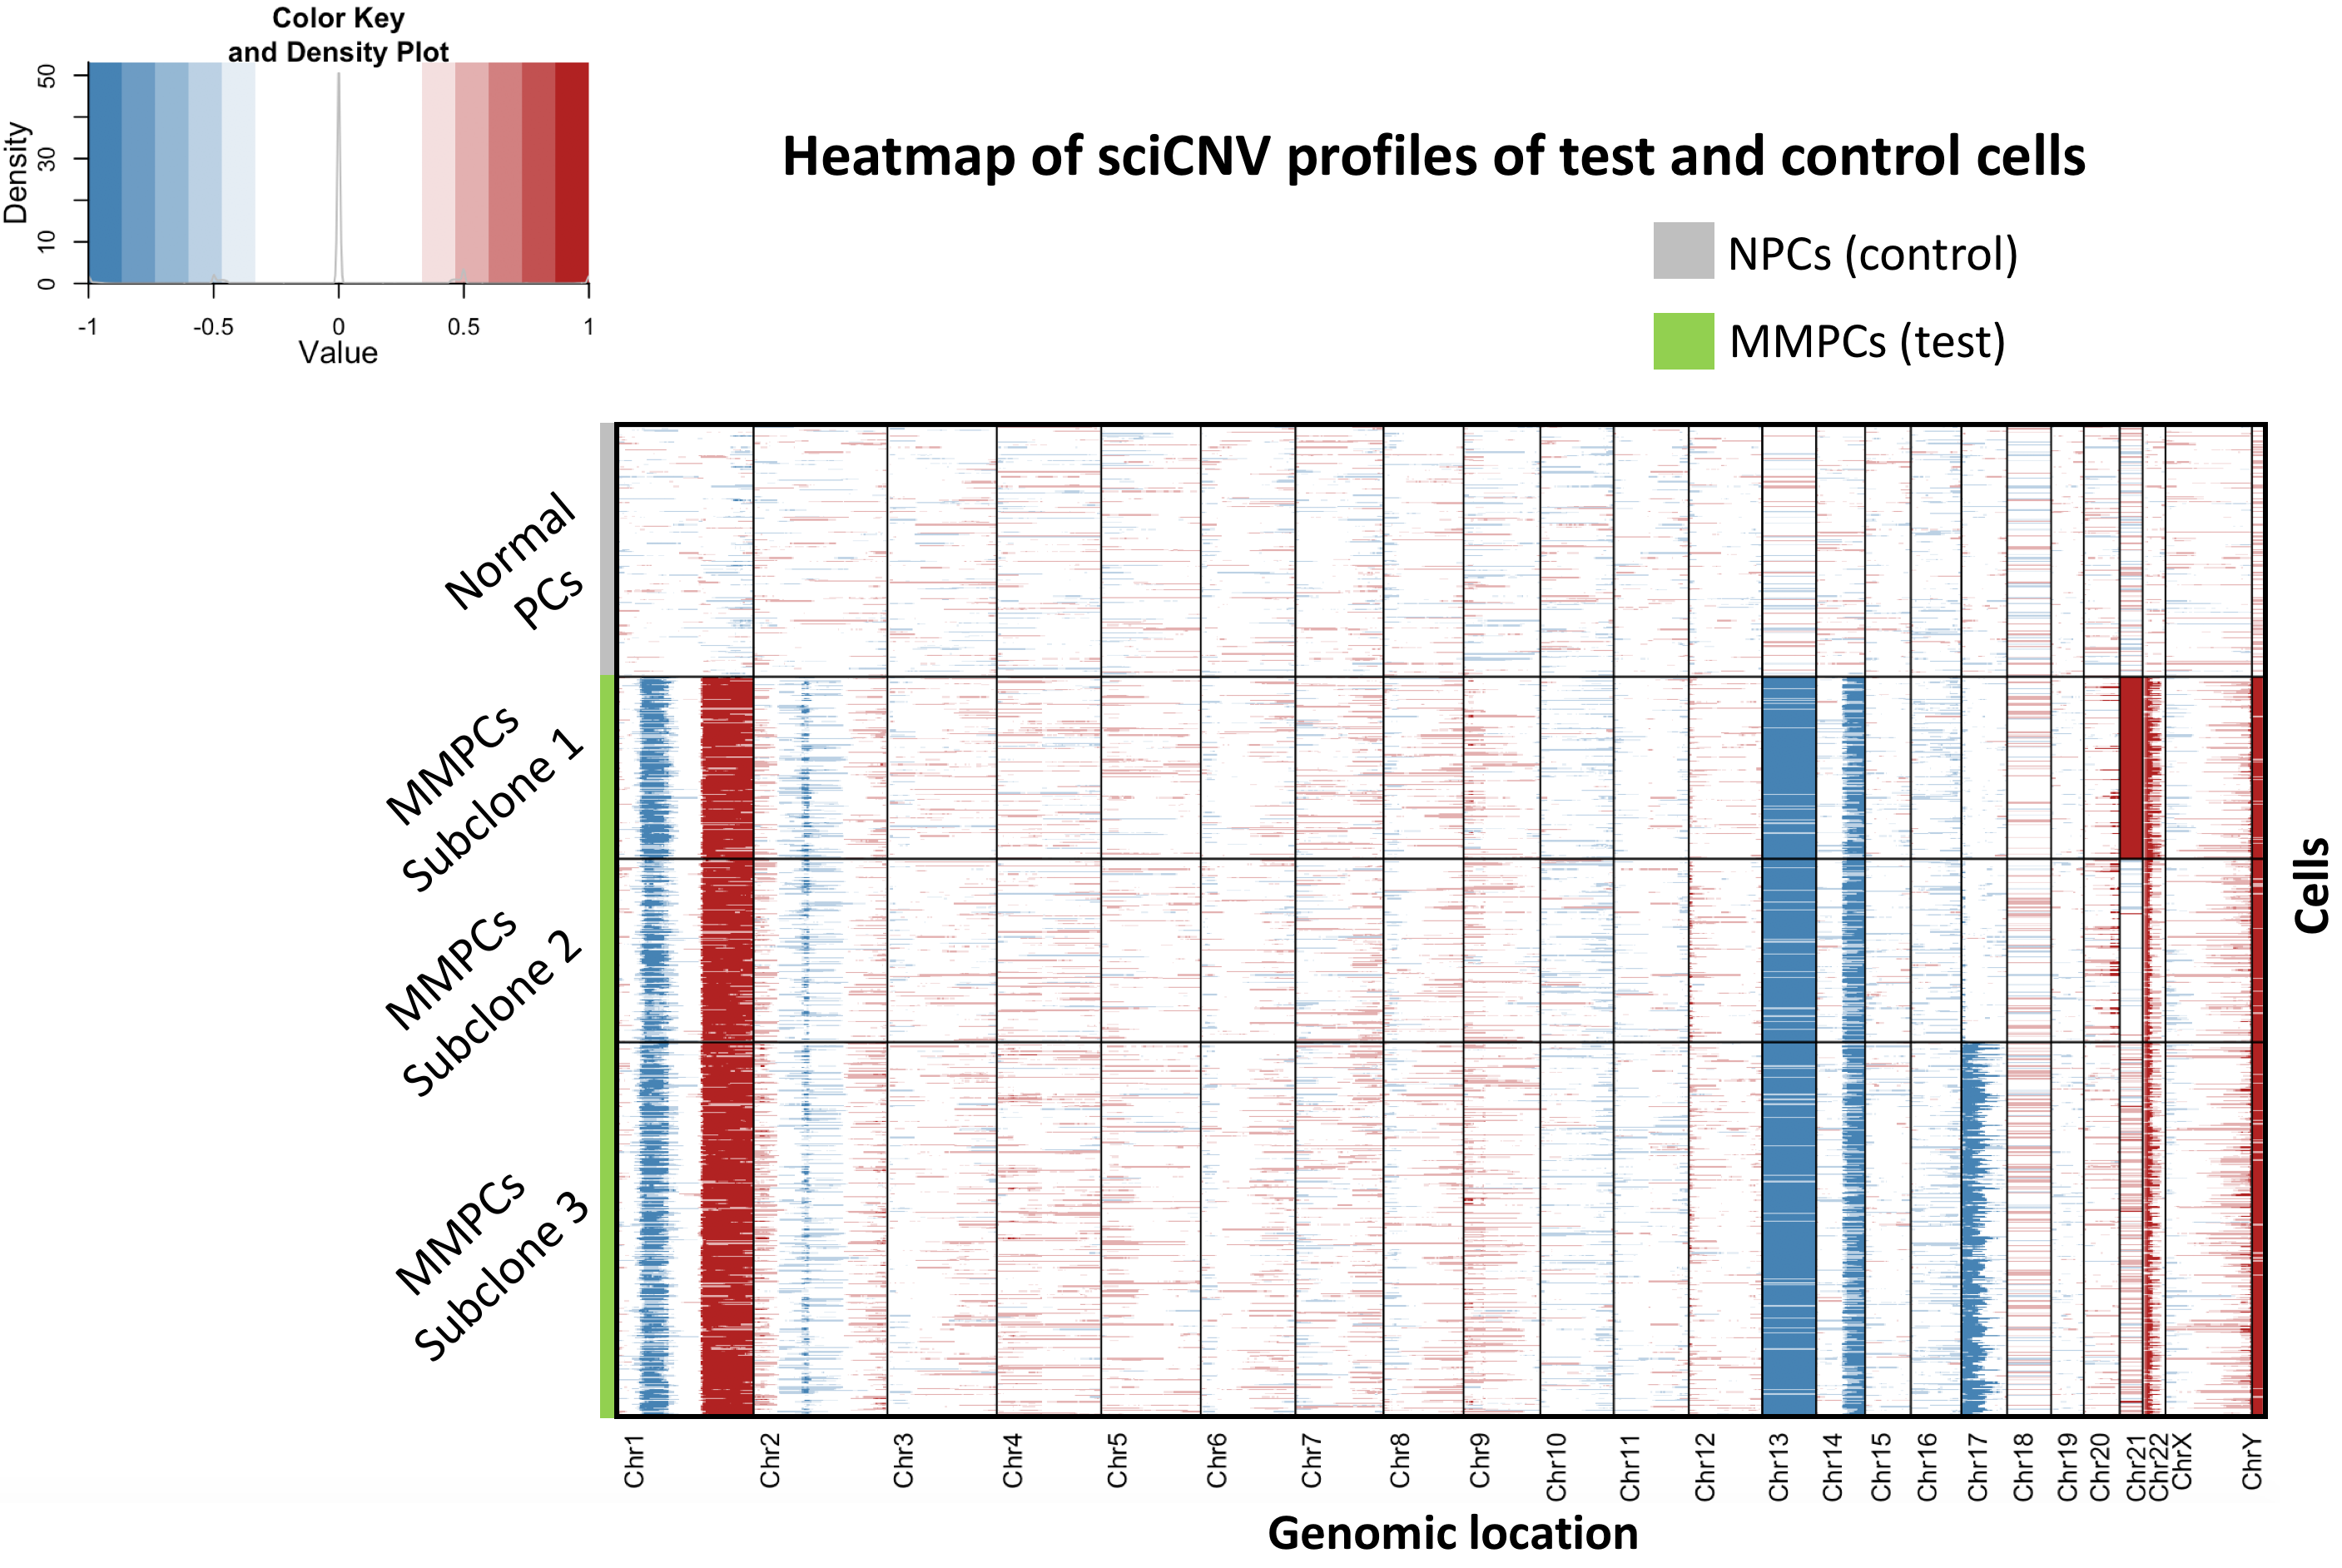 Color Key
and Density Plot
Density
50
30
10
0
-1
-0.5
0
0.5
1
Value
Heatmap of sciCNV profiles of test and control cells
NPCs (control)
MMPCs (test)
Normal
PCs
MMPCs
Subclone 1
MMPCs
Subclone 2
MMPCs
Subclone 3
Cells
Chr1
Chr2
Chr3
Chr4
Chr5
Chr6
Chr7
Chr8
Chr9
Chr10
Chr11
Chr12
Chr13
Chr14
Chr15
Chr16
Chr17
Chr18
Chr19
Chr20
Chr21
Chr22
ChrX
ChrY
Genomic location